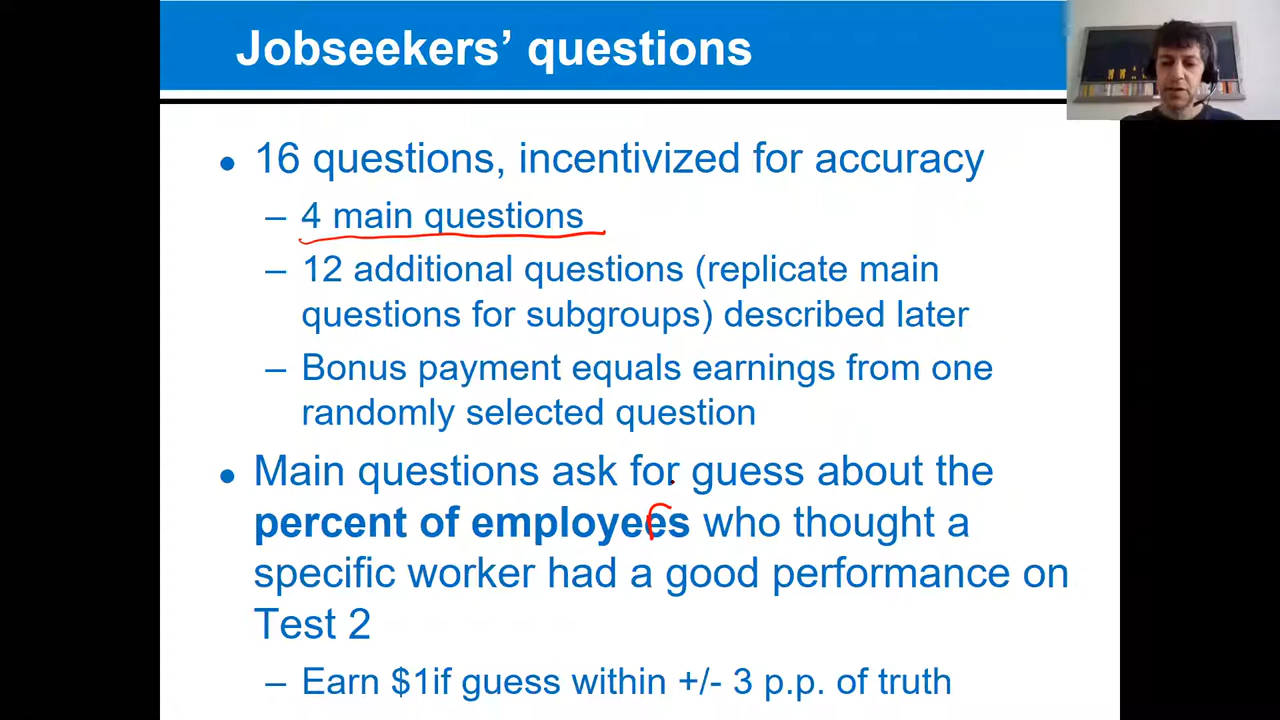 Jobseekers’ questions
• 16 questions, incentivized for accuracy
– 4 main questions
– 12 additional questions (replicate main
questions for subgroups) described later
– Bonus payment equals earnings from one
randomly selected question
• Main questions ask for guess about the
percent of employees who thought a
specific worker had a good performance on
Test 2
– Earn $1if guess within +/- 3 p.p. of truth